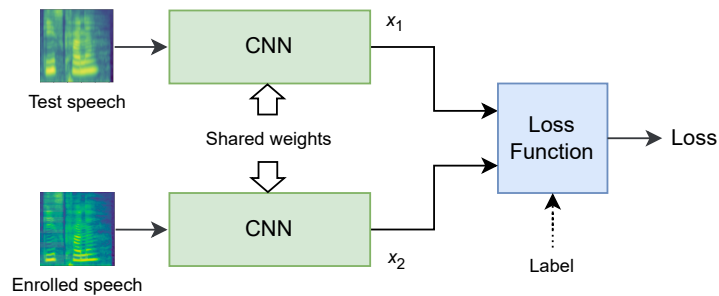 x1
CNN
Test speech
Shared weights
Loss
Function
Loss
CNN
x2
Label
Enrolled speech